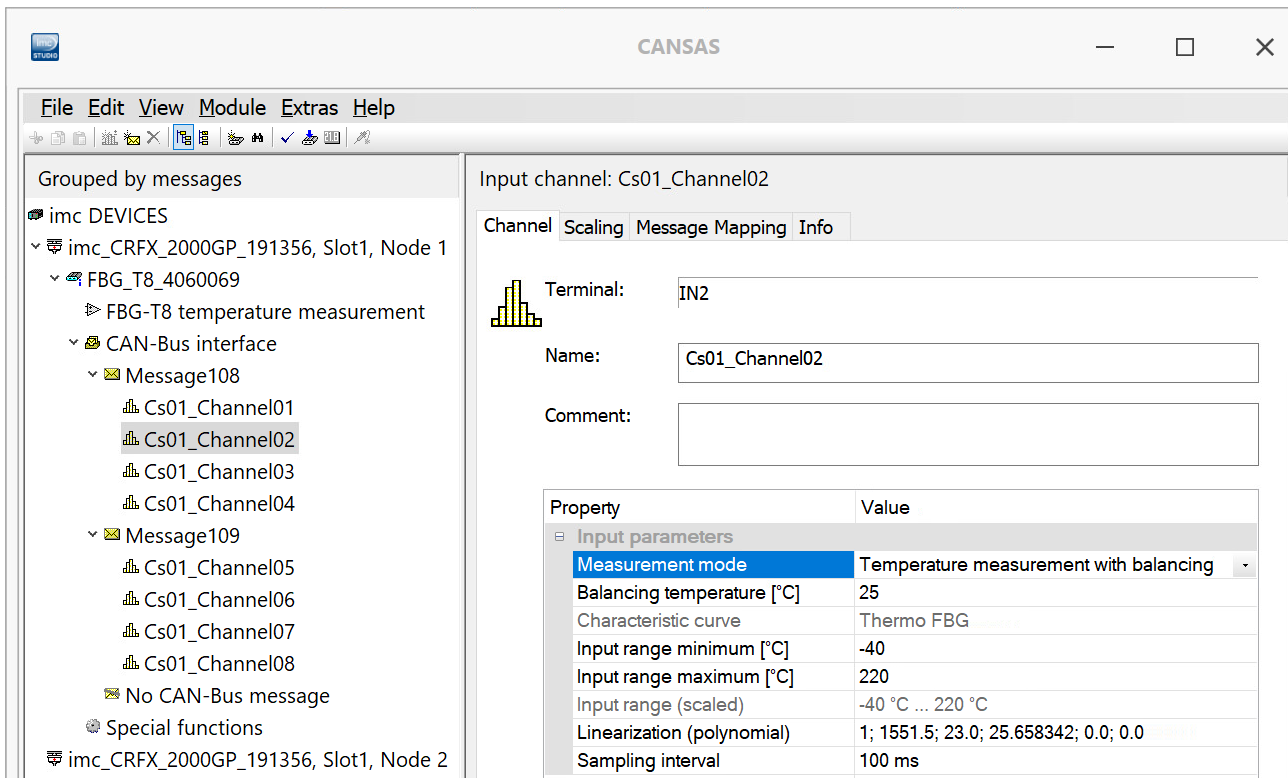 imc STUDIO
CANSAS
File Edit View Module Extras Help
Grouped by messages
imc DEVICES
imc_CRFX_2000GP_191356, Slot1, Node 1
FBG_T8_4060069
FBG-T8 temperature measurement
CAN-Bus interface
Message108
Cs01_Channel01
Cs01_Channel02
Cs01_Channel03
Cs01_Channel04
Message109
Cs01_Channel05
Cs01_Channel06
Cs01_Channel07
Cs01_Channel08
No CAN-Bus message
Special functions
imc_CRFX_2000GP_191356, Slot1, Node 2
Input channel: Cs01_Channel02
Channel Scaling Message Mapping Info
Terminal: IN2
Name: Cs01_Channel02
Comment:
Property Value
Input parameters
Measurement mode Temperature measurement with balancing
Balancing temperature [°C] 25
Characteristic curve Thermo FBG
Input range minimum [°C] -40
Input range maximum [°C] 220
Input range (scaled) -40 °C ... 220 °C
Linearization (polynomial) 1; 1551.5; 23.0; 25.658342; 0.0; 0.0
Sampling interval 100 ms